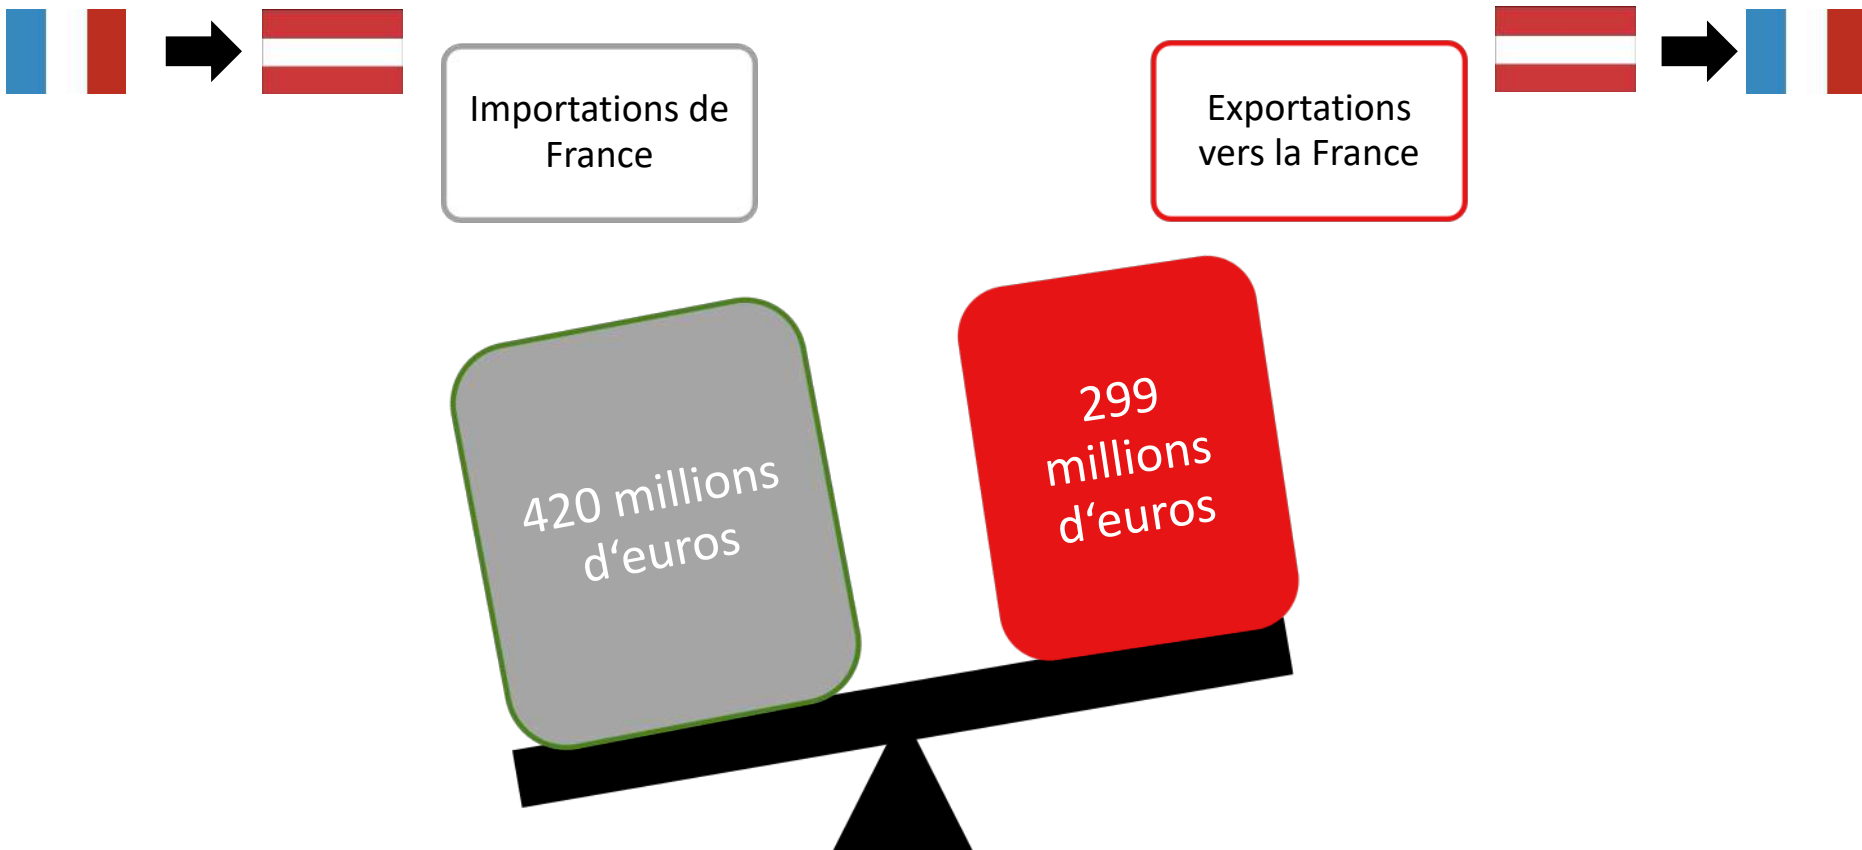 Importations de
France
Exportations
vers la France
420 millions
d‘euros
299
millions
d‘euros